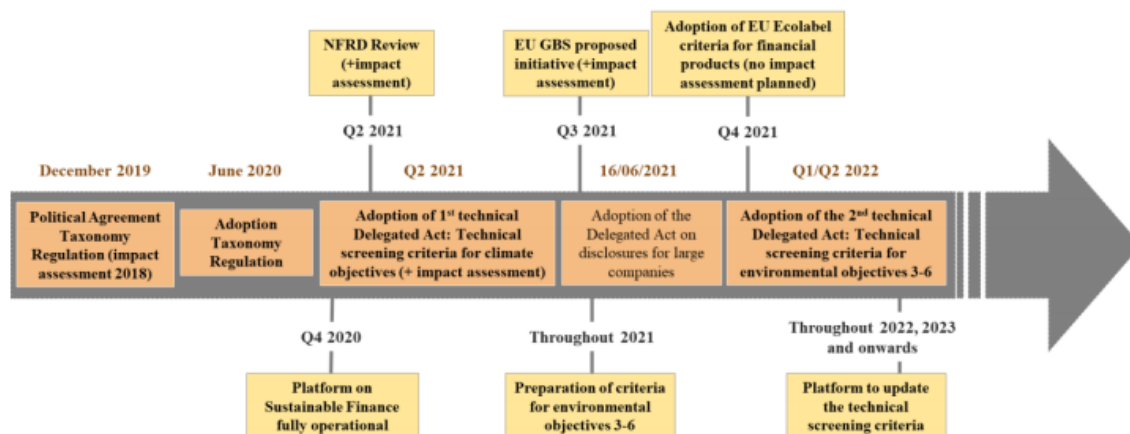 NFRD Review
(+impact
assessment)
EU GBS proposed
initiative (+impact
assessment)
Adoption of EU Ecolabel
criteria for financial
products (no impact
assessment planned)
Q2 2021
Q3 2021
Q4 2021
December 2019
June 2020
Q2 2021
16/06/2021
Q1/Q2 2022
Political Agreement
Taxonomy
Regulation (impact
assessment 2018)
Adoption
Taxonomy
Regulation
Adoption of 1st technical
Delegated Act: Technical
screening criteria for climate
objectives (+ impact assessment)
Adoption of the
Delegated Act on
disclosures for large
companies
Adoption of the 2nd technical
Delegated Act: Technical
screening criteria for
environmental objectives 3-6
Q4 2020
Throughout 2021
Throughout 2022, 2023
and onwards
Platform on
Sustainable Finance
fully operational
Preparation of criteria
for environmental
objectives 3-6
Platform to update
the technical
screening criteria